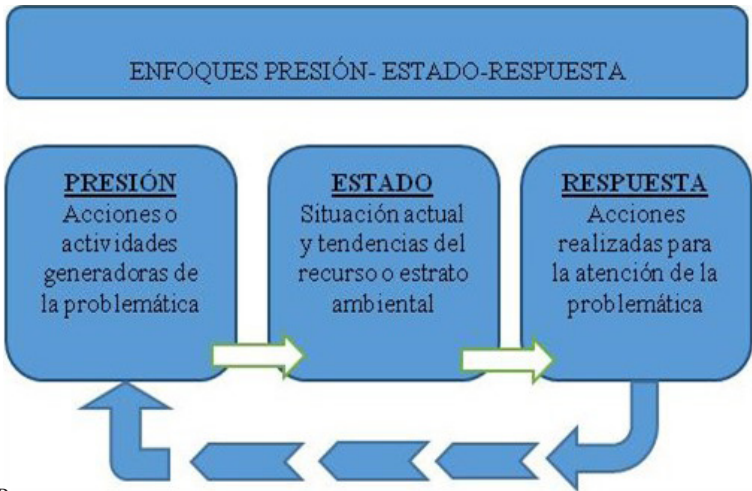 ENFOQUES PRESIÓN- ESTADO-RESPUESTA
PRESIÓN
Acciones o
actividades
generadoras de
la problemática
ESTADO
Situación actual
y tendencias del
recurso o estrato
ambiental
RESPUESTA
Acciones
realizadas para
la atención de la
problemática